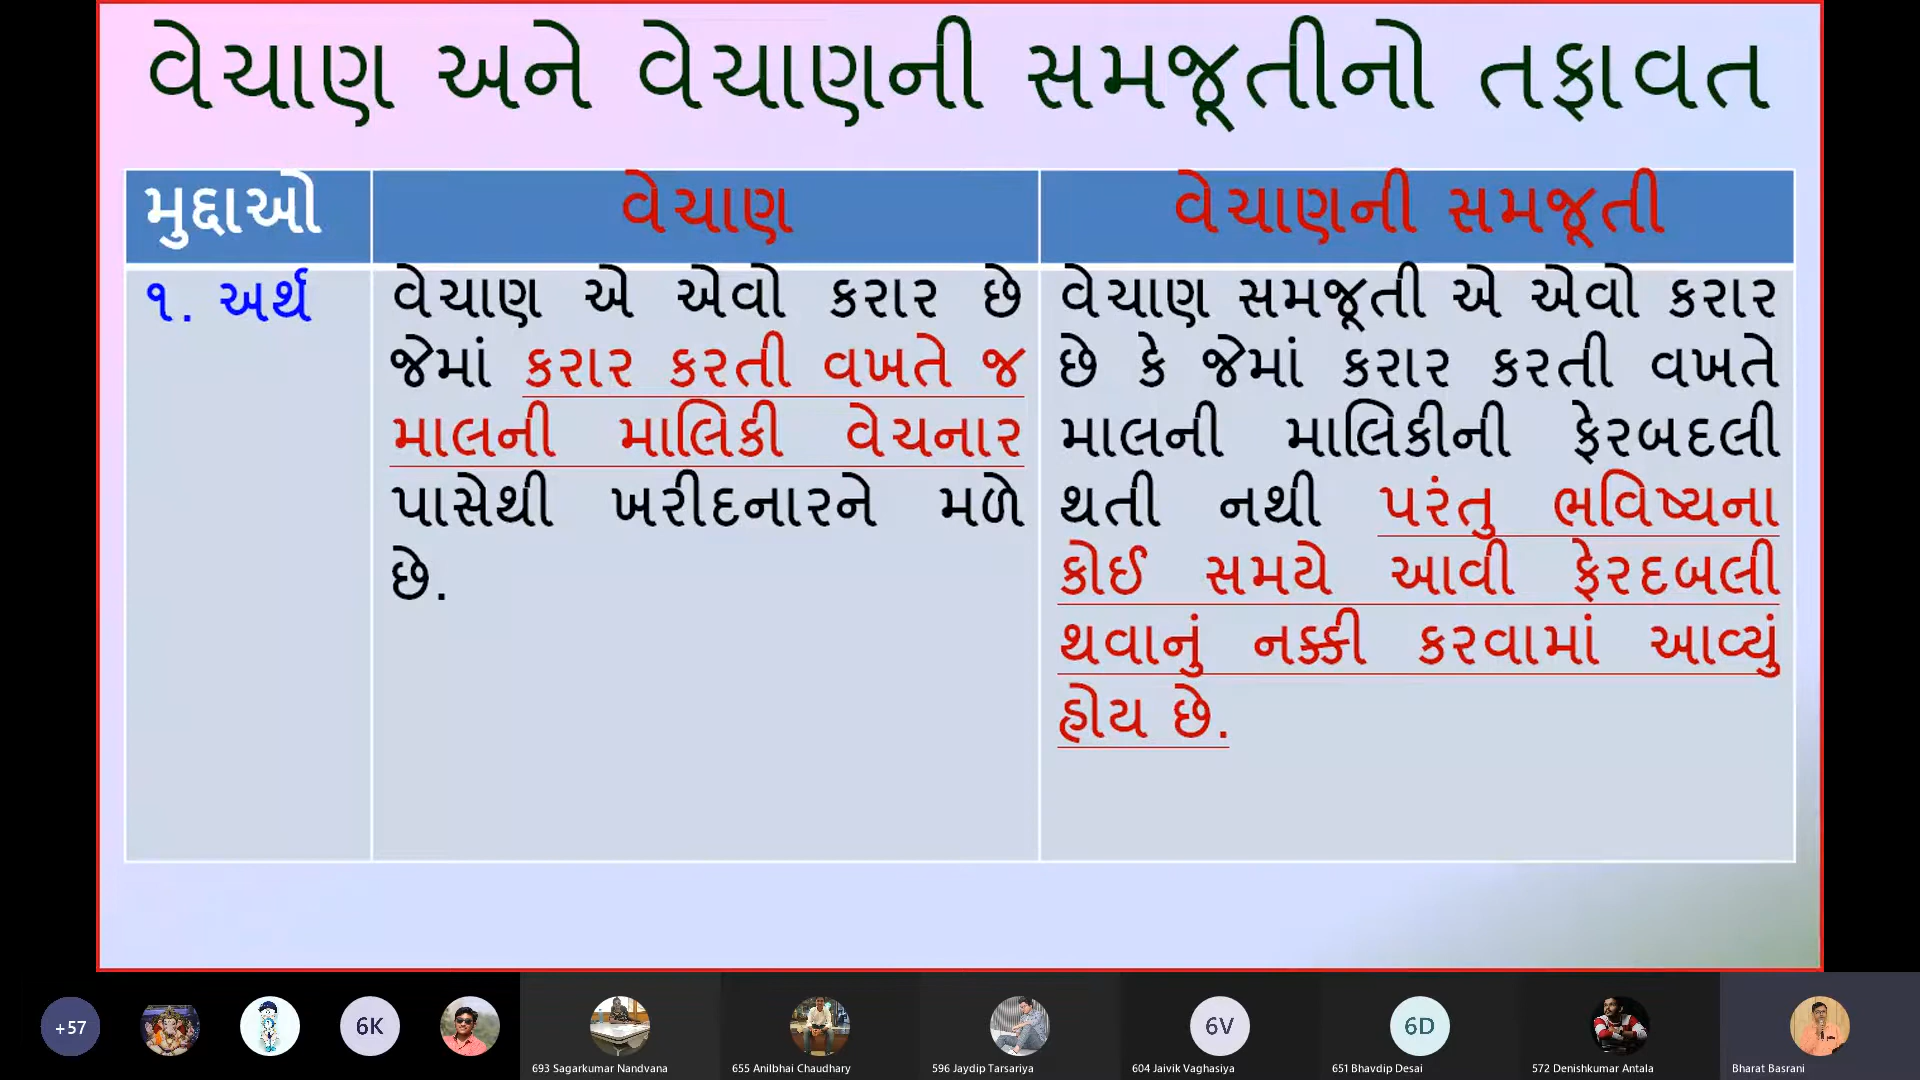 વેચાણ અને વેચાણની સમજૂતીનો તફાવત
મુદ્દાઓ
વેચાણ
વેચાણની સમજૂતી
૧. અર્થ
વેચાણ એ એવો કરાર છે
જેમાં કરાર કરતી વખતે જ
માલની માલિકી વેચનાર
પાસેથી ખરીદનારને મળે
છે.
વેચાણ સમજૂતી એ એવો કરાર
છે કે જેમાં કરાર કરતી વખતે
માલની માલિકીની ફેરબદલી
થતી નથી પરંતુ ભવિષ્યના
કોઈ સમયે આવી ફેરદબલી
થવાનું નક્કી કરવામાં આવ્યું
હોય છે.
+57
6K
693 Sagarkumar Nandvana
655 Anilbhai Chaudhary
596 Jaydip Tarsariya
6V
604 Jaivik Vaghasiya
6D
651 Bhavdip Desai
572 Denishkumar Antala
Bharat Basrani